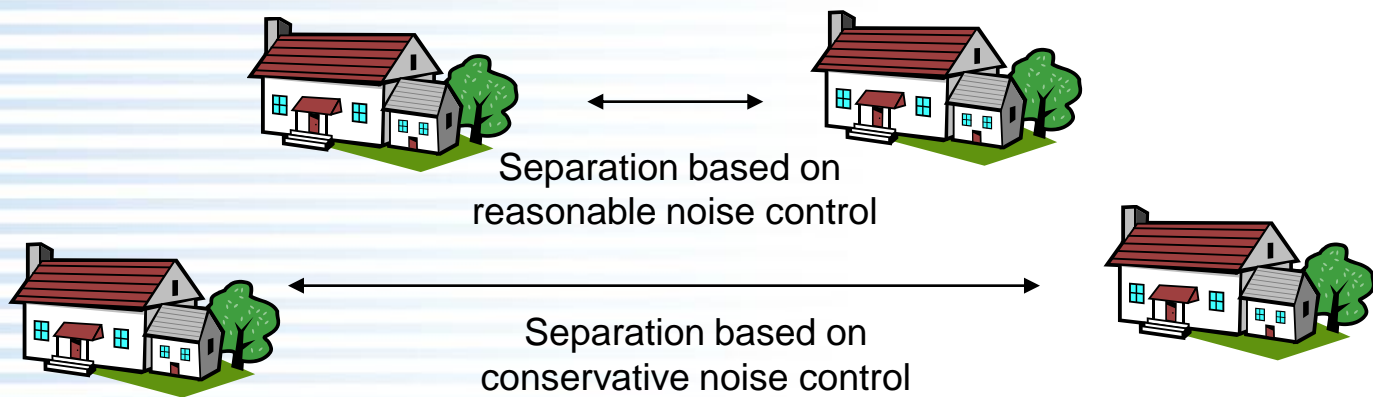 Separation based on
reasonable noise control
Separation based on
conservative noise control